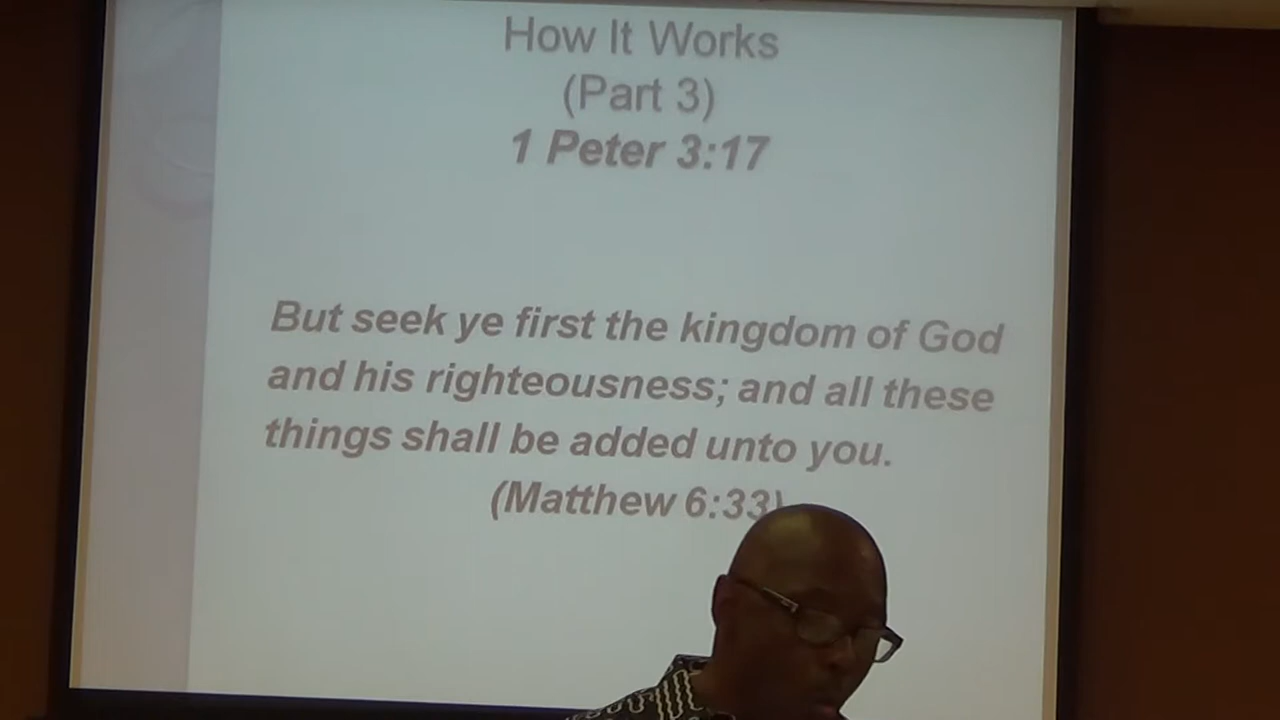 How It Works
(Part 3)
1 Peter 3:17
But seek ye first the kingdom of God
and his righteousness; and all these
things shall be added unto you.
(Matthew 6:33)